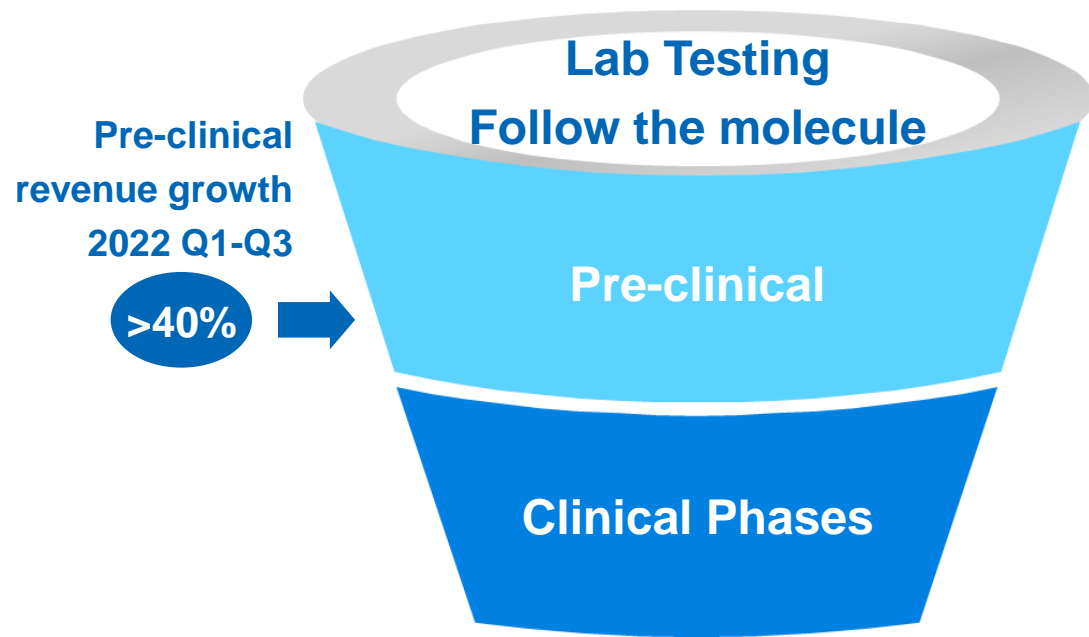 Lab Testing
Follow the molecule
Pre-clinical
revenue growth
2022 Q1-Q3
>40%
Pre-clinical
Clinical Phases